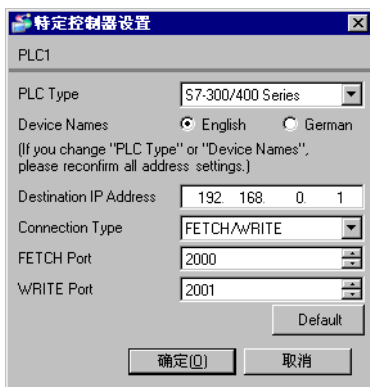 特定控制器设置
PLC1
PLC Type S7-300/400 Series
Device Names English German
(If you change "PLC Type" or "Device Names",
please reconfirm all address settings.)
Destination IP Address 192. 168. 0. 1
Connection Type FETCH/WRITE
FETCH Port 2000
WRITE Port 2001
Default
确定(O) 取消